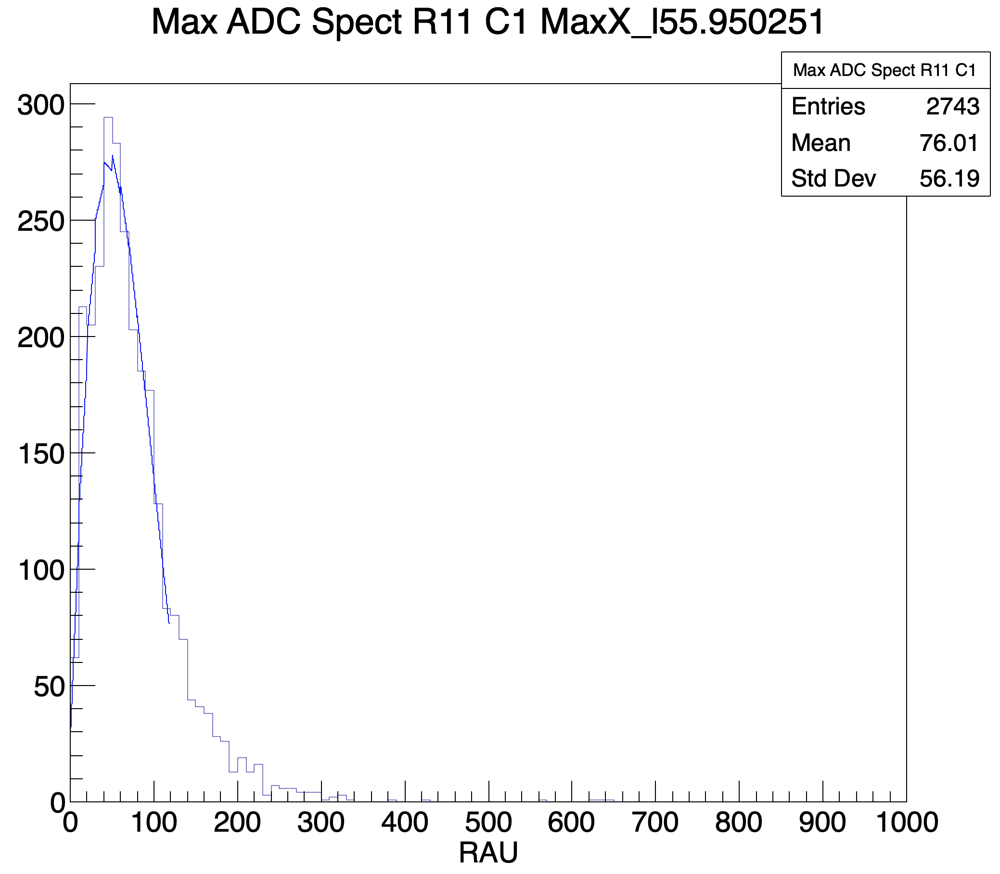 Max ADC Spect R11 C1 MaxX_l55.950251
Max ADC Spect R11 C1
Entries 2743
Mean 76.01
Std Dev 56.19
300
250
200
150
100
50
0
0 100 200 300 400 500 600 700 800 900 1000
RAU